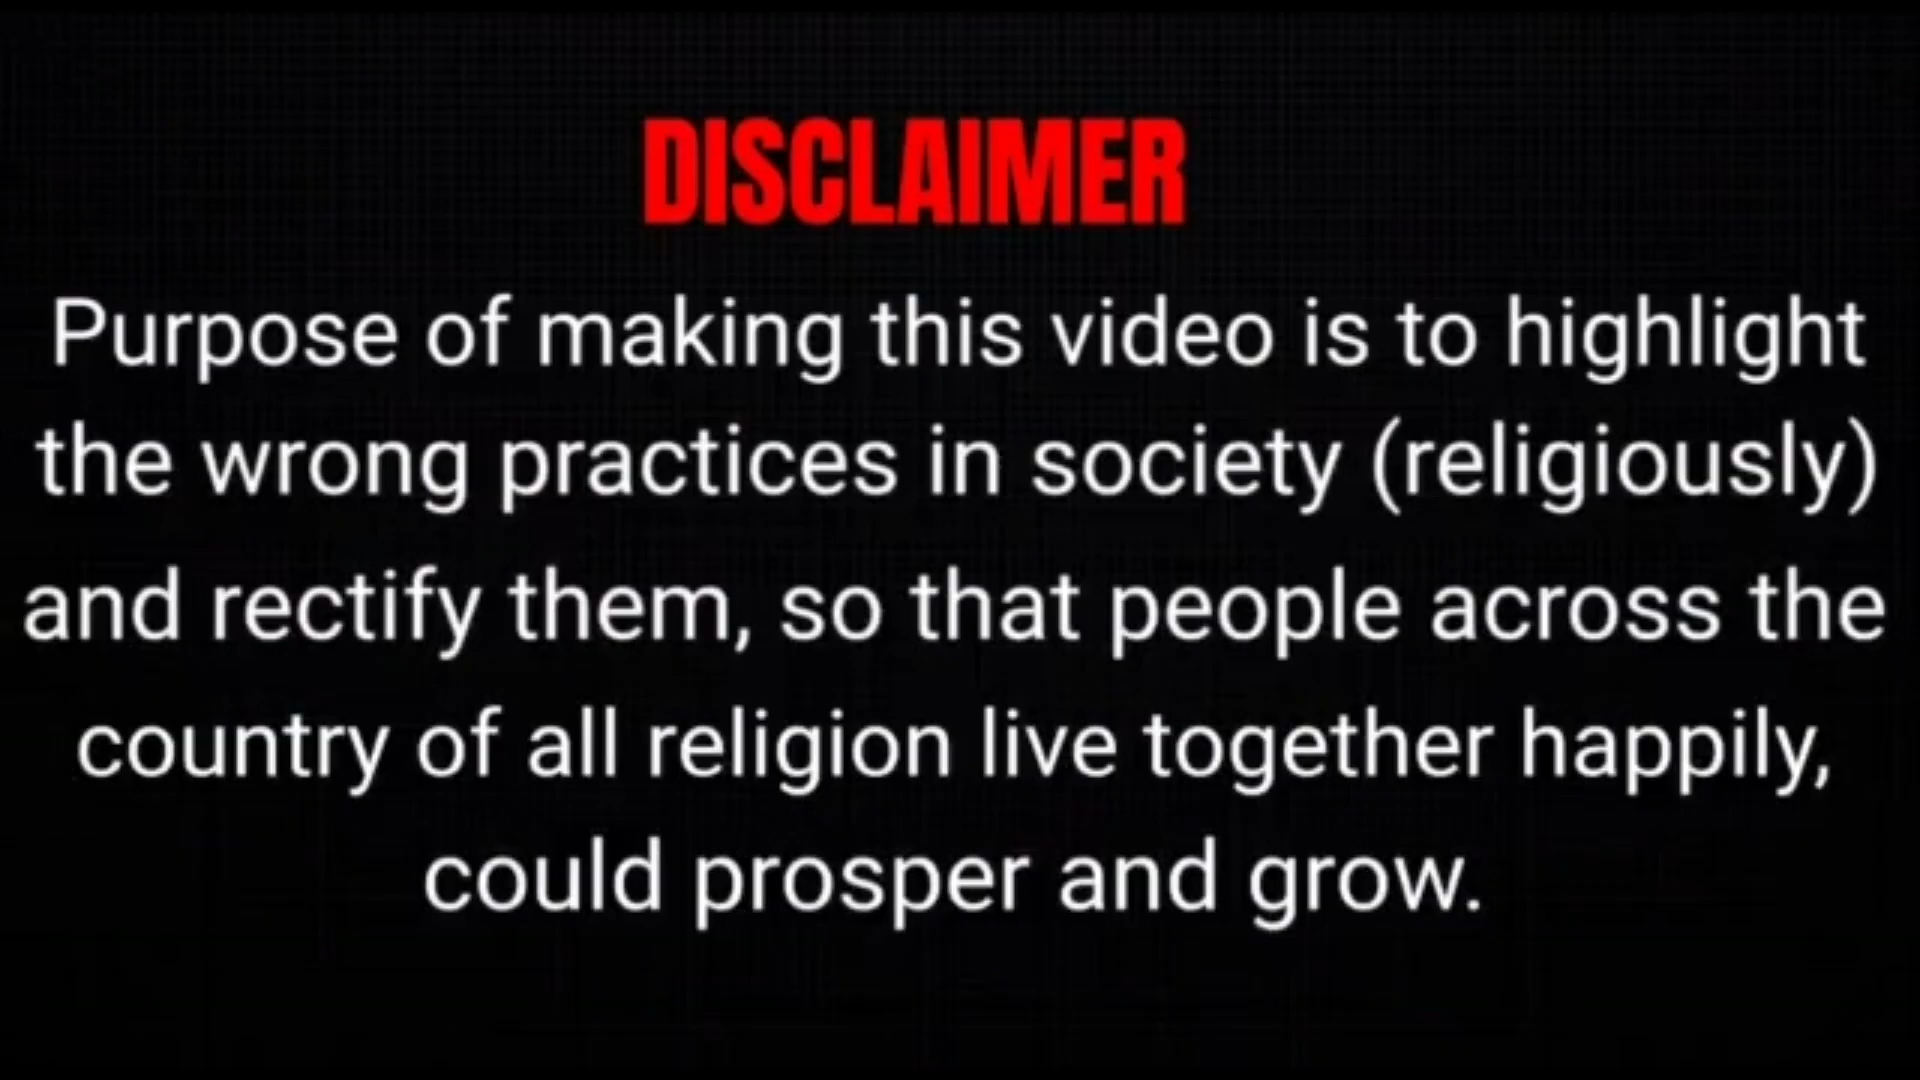 DISCLAIMER
Purpose of making this video is to highlight
the wrong practices in society (religiously)
and rectify them, so that people across the
country of all religion live together happily,
could prosper and grow.